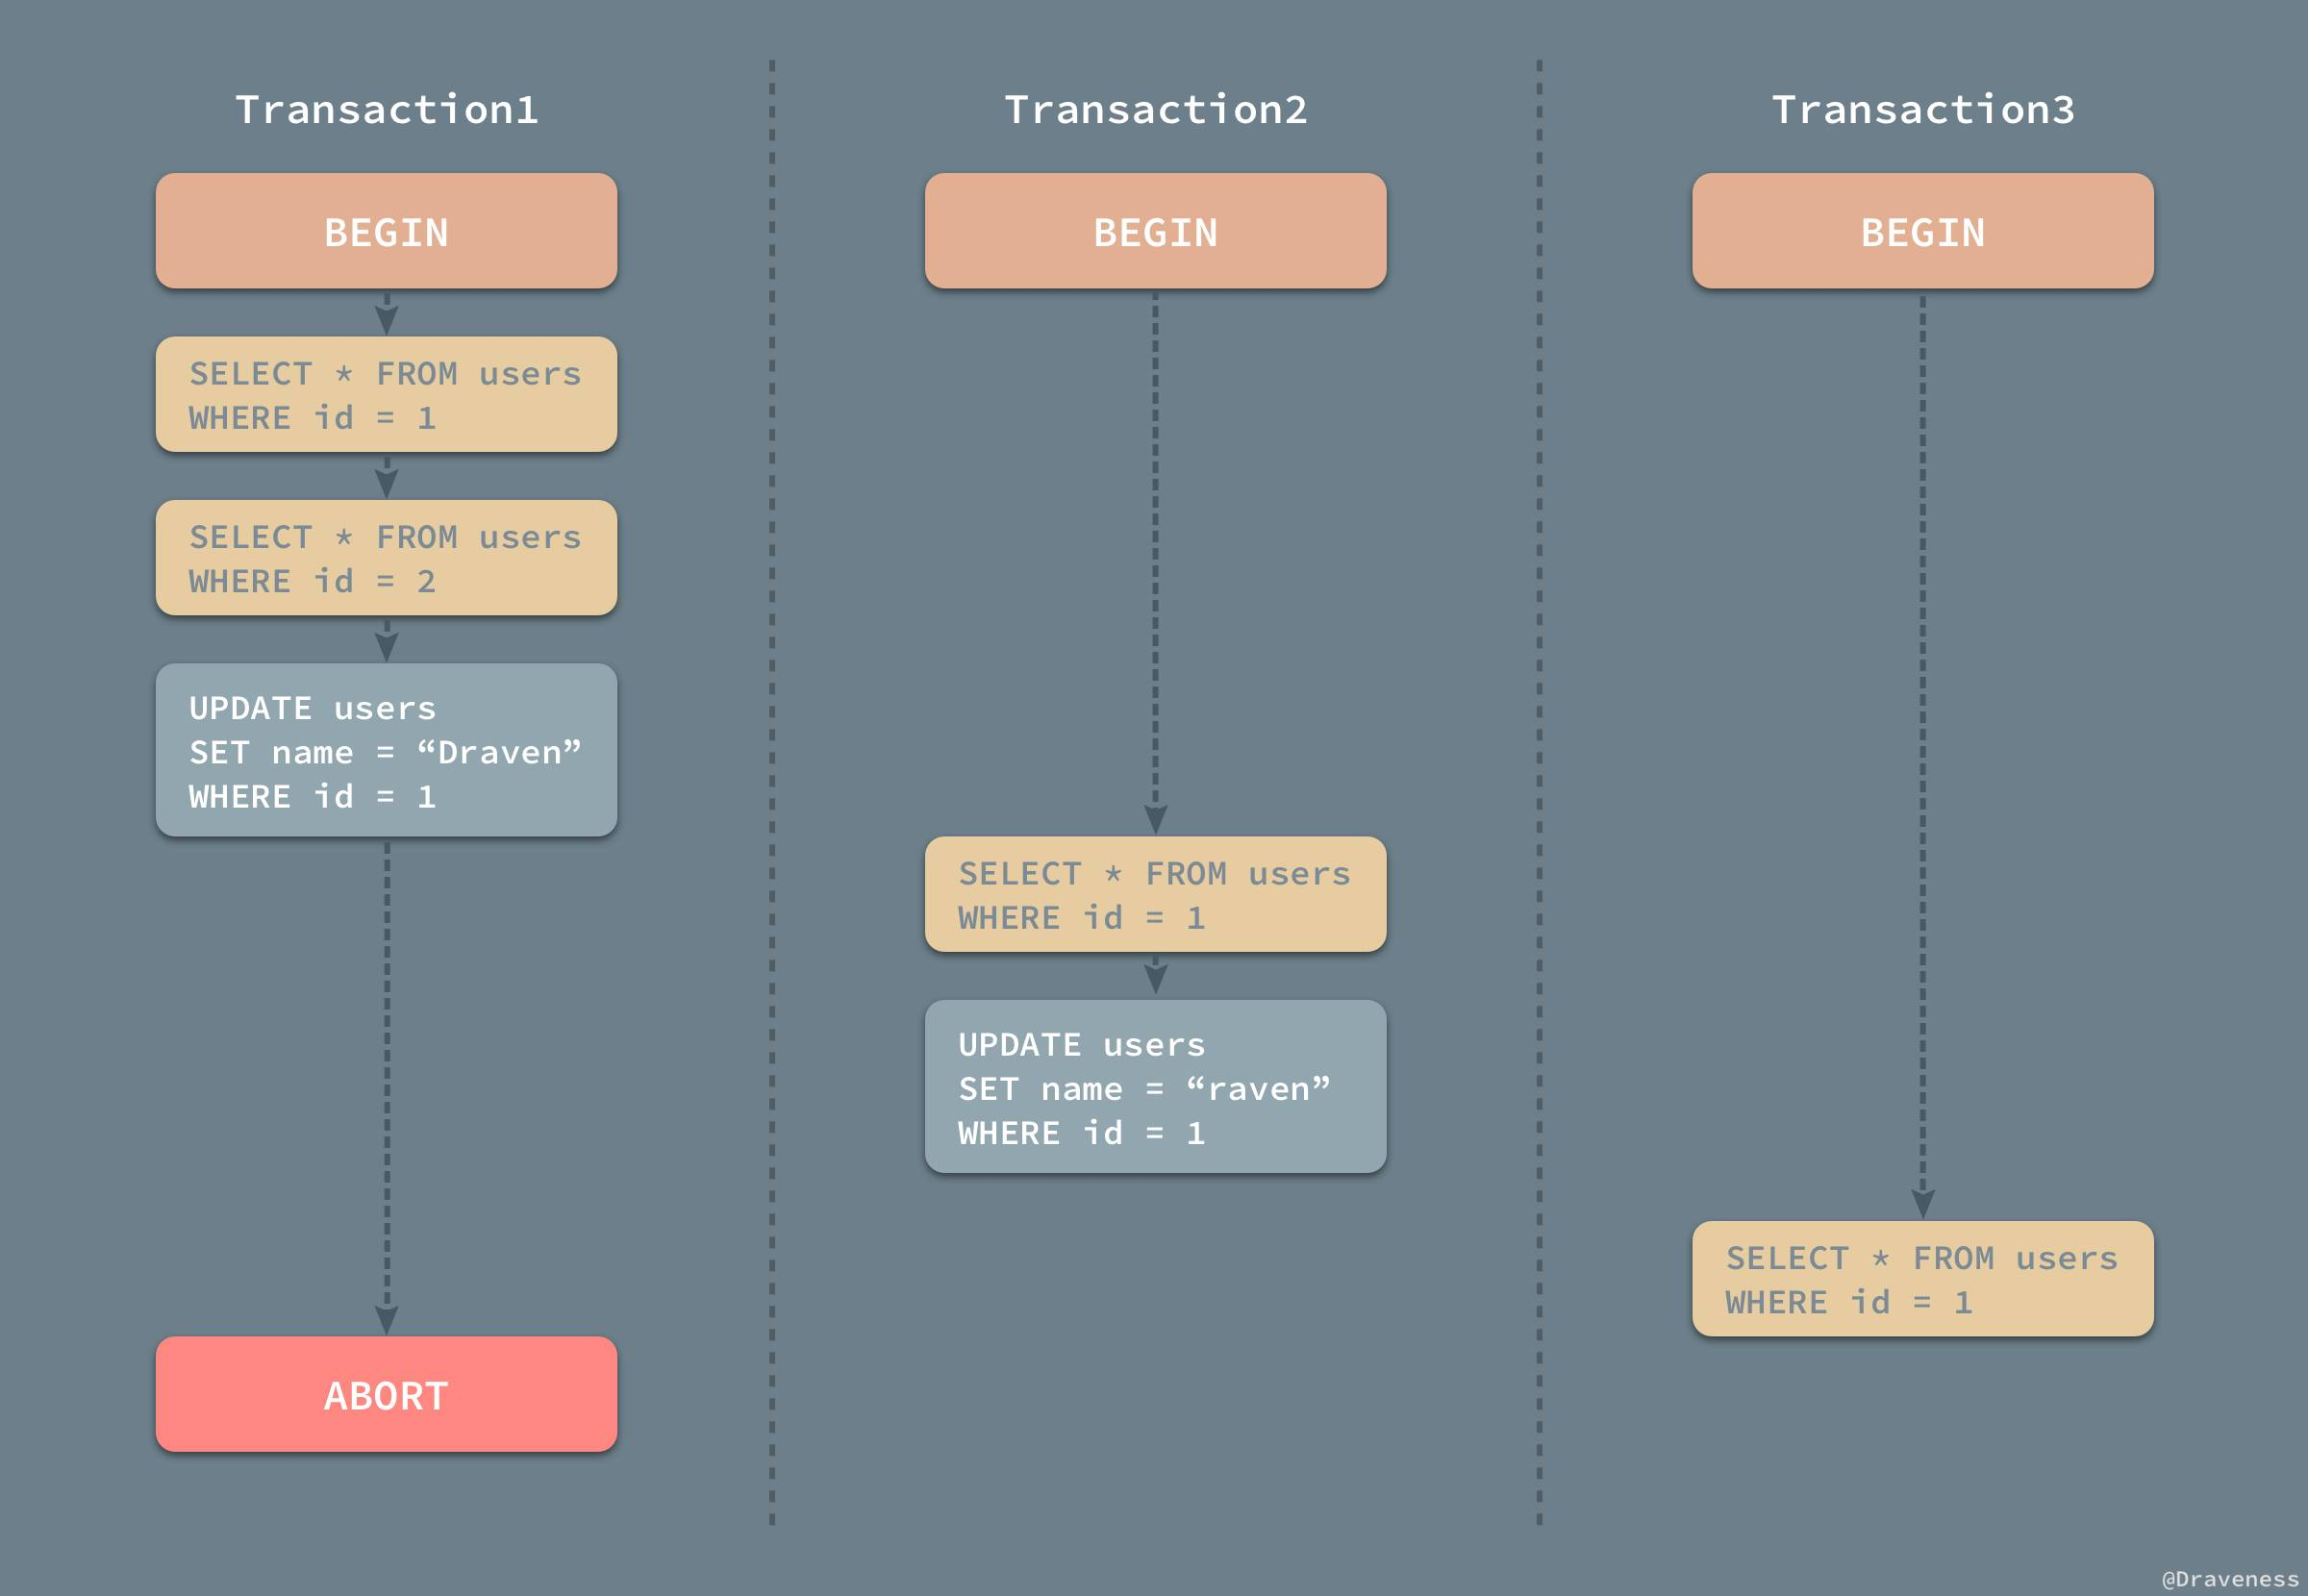 Transaction1
BEGIN
SELECT * FROM users
WHERE id = 1
SELECT * FROM users
WHERE id = 2
UPDATE users
SET name = “Draven”
WHERE id = 1
ABORT
Transaction2
BEGIN
SELECT * FROM users
WHERE id = 1
UPDATE users
SET name = “raven”
WHERE id = 1
Transaction3
BEGIN
SELECT * FROM users
WHERE id = 1
@Draveness